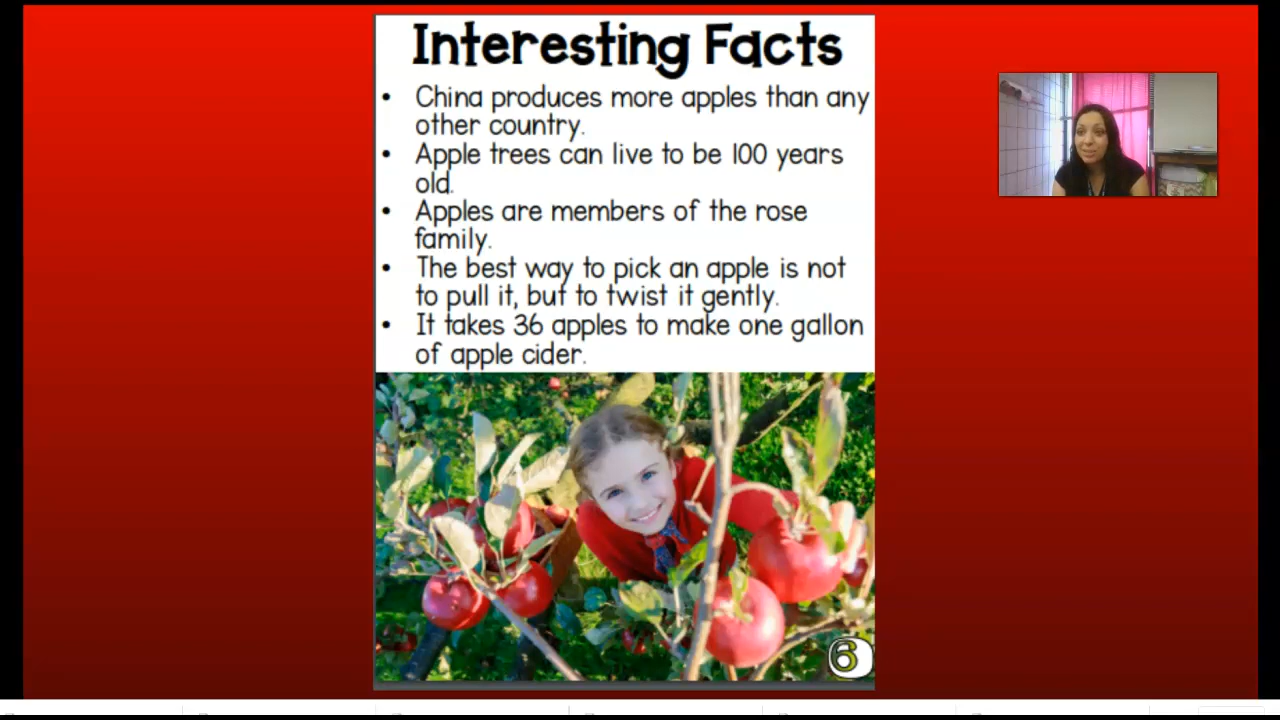 Interesting Facts
• China produces more apples than any
other country.
• Apple trees can live to be 100 years
old.
• Apples are members of the rose
family.
• The best way to pick an apple is not
to pull it, but to twist it gently.
• It takes 36 apples to make one gallon
of apple cider.
6